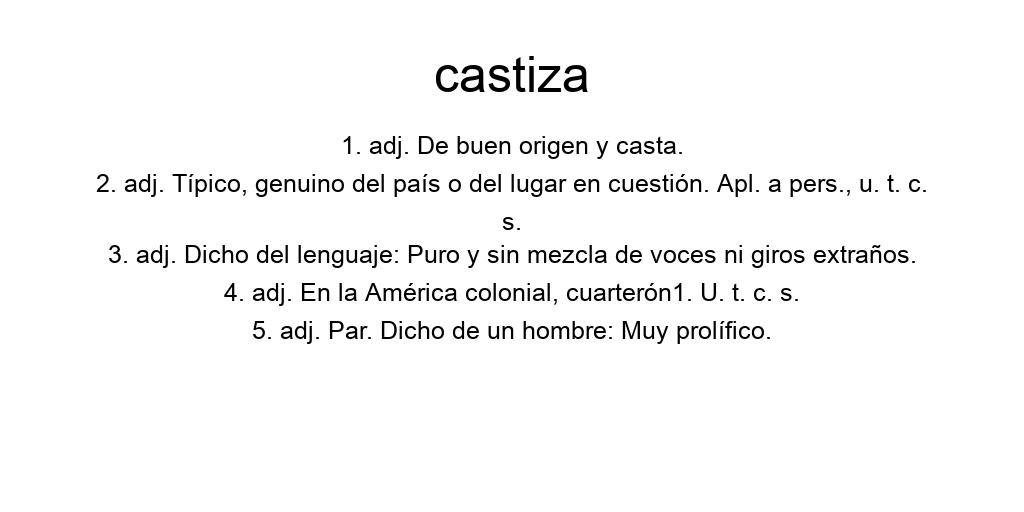 castiza
1. adj. De buen origen y casta.
2. adj. Típico, genuino del país o del lugar en cuestión. Apl. a pers., u. t. c.
s.
3. adj. Dicho del lenguaje: Puro y sin mezcla de voces ni giros extraños.
4. adj. En la América colonial, cuarterón1. U. t. c. s.
5. adj. Par. Dicho de un hombre: Muy prolífico.